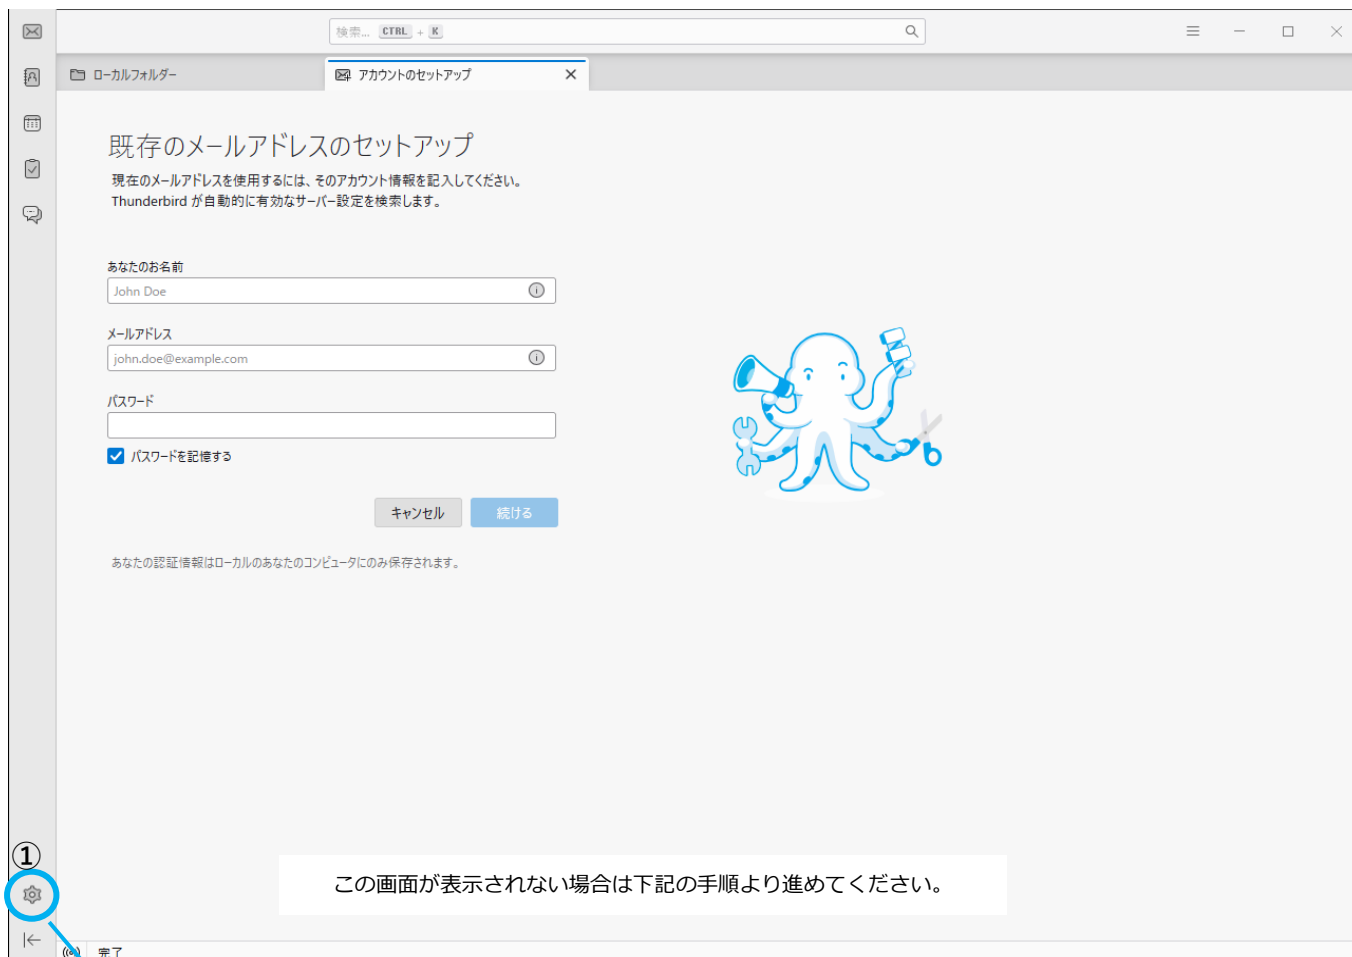 検索... CTRL + K
ローカルフォルダー
アカウントのセットアップ
既存のメールアドレスのセットアップ
現在のメールアドレスを使用するには、そのアカウント情報を記入してください。
Thunderbird が自動的に有効なサーバー設定を検索します。
あなたのお名前
John Doe
メールアドレス
john.doe@example.com
パスワード
パスワードを記憶する
キャンセル
続ける
あなたの認証情報はローカルのあなたのコンピュータにのみ保存されます。
①
この画面が表示されない場合は下記の手順より進めてください。
完了